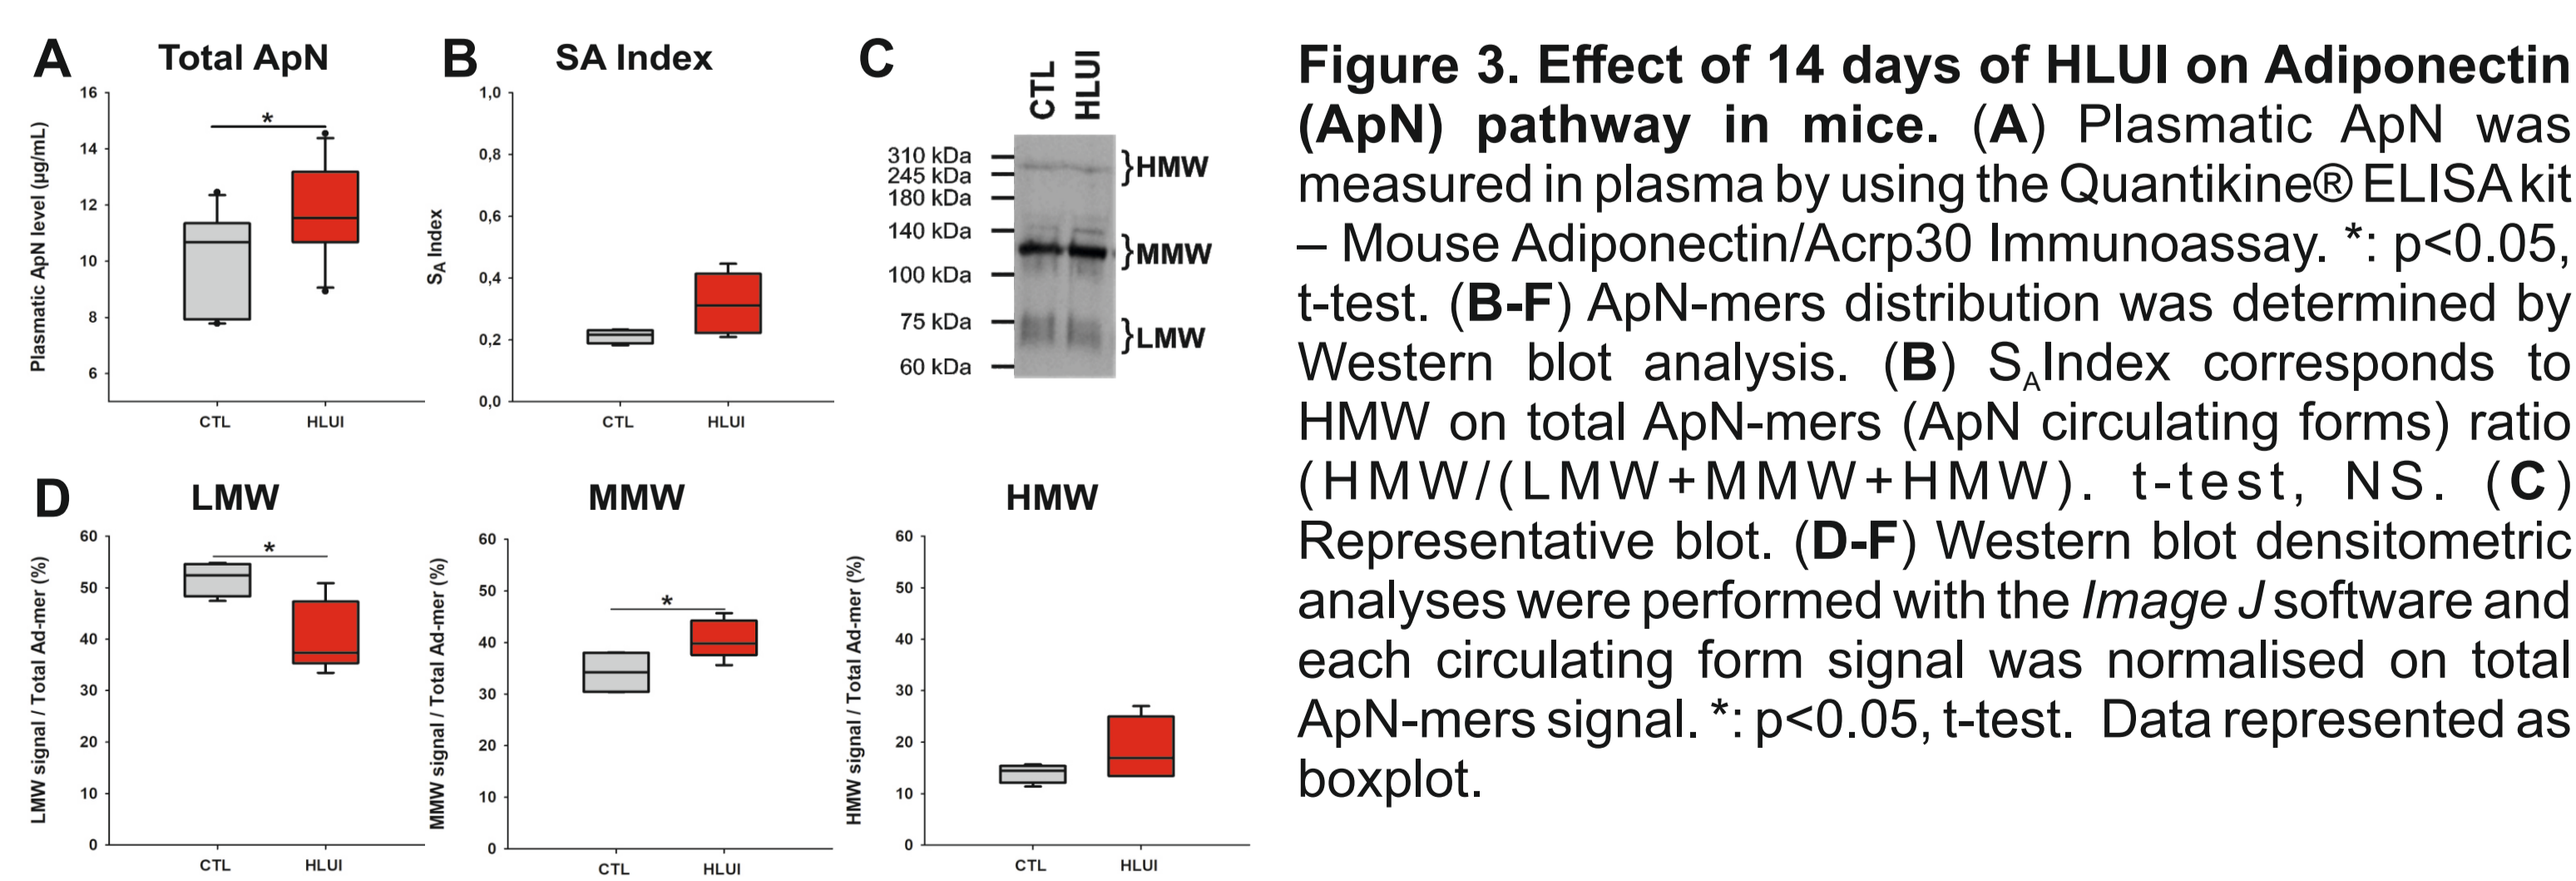 A
Total ApN
Plasmatic ApN level (µg/mL)
16
14
12
10
8
6
*
CTL
HLUI
B
SA Index
SA Index
1,0
0,8
0,6
0,4
0,2
0,0
CTL
HLUI
C
CTL
HLUI
310 kDa
245 kDa
180 kDa
140 kDa
100 kDa
75 kDa
60 kDa
}HMW
}MMW
}LMW
D
LMW
LMW signal / Total Ad-mer (%)
60
50
40
30
20
10
0
*
CTL
HLUI
MMW
MMW signal / Total Ad-mer (%)
60
50
40
30
20
10
0
*
CTL
HLUI
HMW
HMW signal / Total Ad-mer (%)
60
50
40
30
20
10
0
CTL
HLUI
Figure 3. Effect of 14 days of HLUI on Adiponectin
(ApN) pathway in mice. (A) Plasmatic ApN was
measured in plasma by using the Quantikine® ELISA kit
– Mouse Adiponectin/Acrp30 Immunoassay. *: p<0.05,
t-test. (B-F) ApN-mers distribution was determined by
Western blot analysis. (B) SAIndex corresponds to
HMW on total ApN-mers (ApN circulating forms) ratio
(HMW/(LMW+MMW+HMW). t-test, NS. (C)
Representative blot. (D-F) Western blot densitometric
analyses were performed with the Image J software and
each circulating form signal was normalised on total
ApN-mers signal. *: p<0.05, t-test. Data represented as
boxplot.